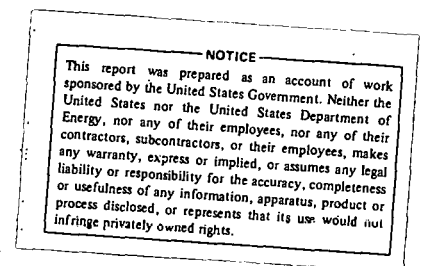 NOTICE
This report was prepared as an account of work
sponsored by the United States Government. Neither the
United States nor the United States Department of
Energy, nor any of their employees, nor any of their
contractors, subcontractors, or their employees, makes
any warranty, express or implied, or assumes any legal
liability or responsibility for the accuracy, completeness
or usefulness of any information, apparatus, product or
process disclosed, or represents that its use would not
infringe privately owned rights.